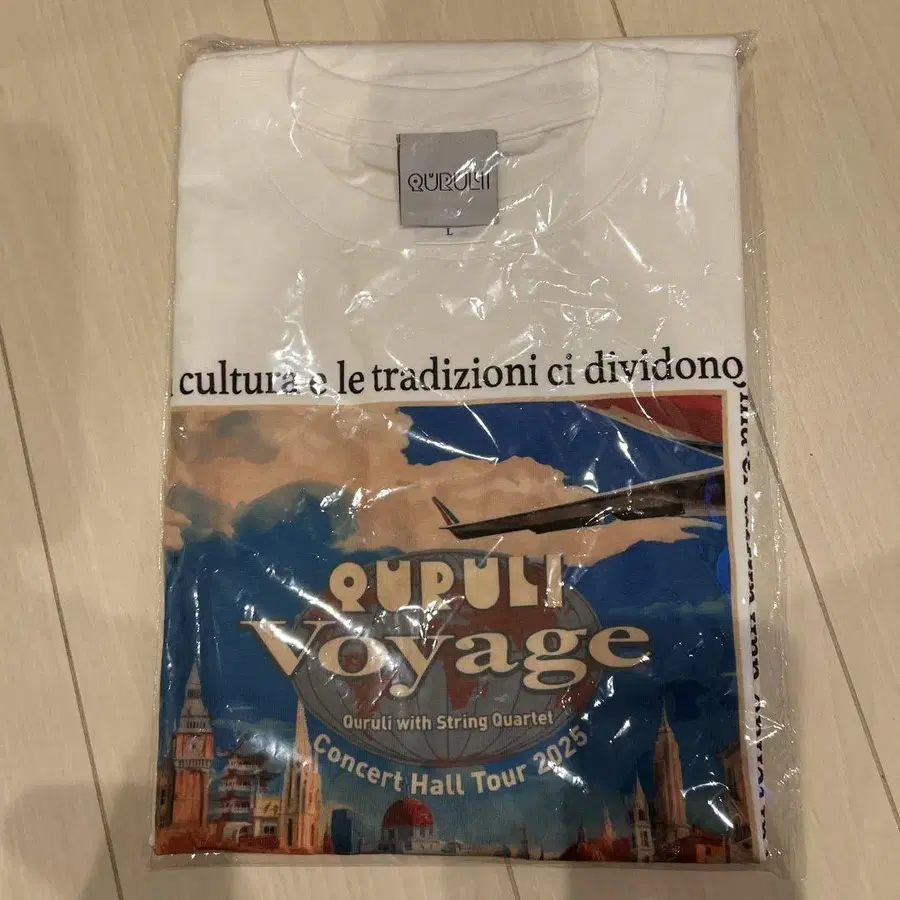 QURULI
L
cultura e le tradizioni ci dividono
QURULI
Voyage
Quruli with String Quartet
Concert Hall Tour 2025